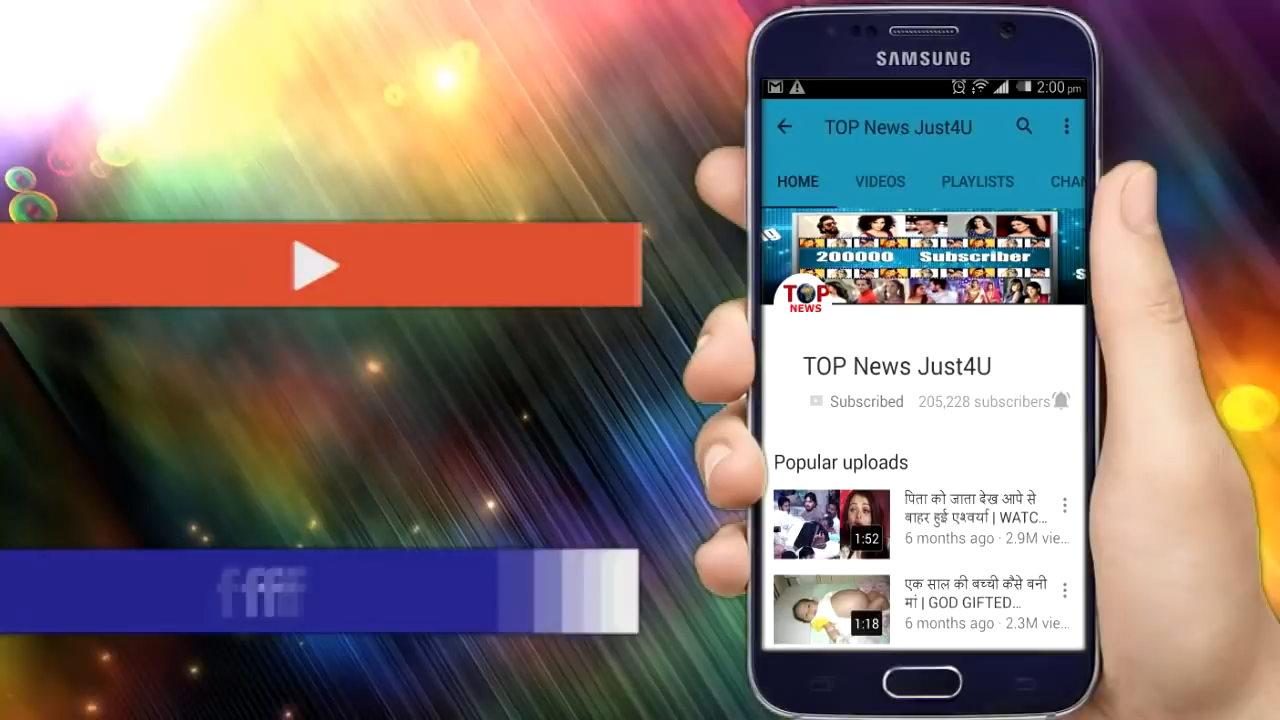 SAMSUNG
2:00 pm
TOP News Just4U
HOME VIDEOS PLAYLISTS CHAN
200000 Subscriber
TOP
NEWS
TOP News Just4U
Subscribed 205,228 subscribers
Popular uploads
पिता को जाता देख आपे से
बाहर हुई एश्वर्या | WATC...
6 months ago · 2.9M vie...
1:52
एक साल की बच्ची कैसे बनी
मां | GOD GIFTED...
6 months ago · 2.3M vie...
1:18